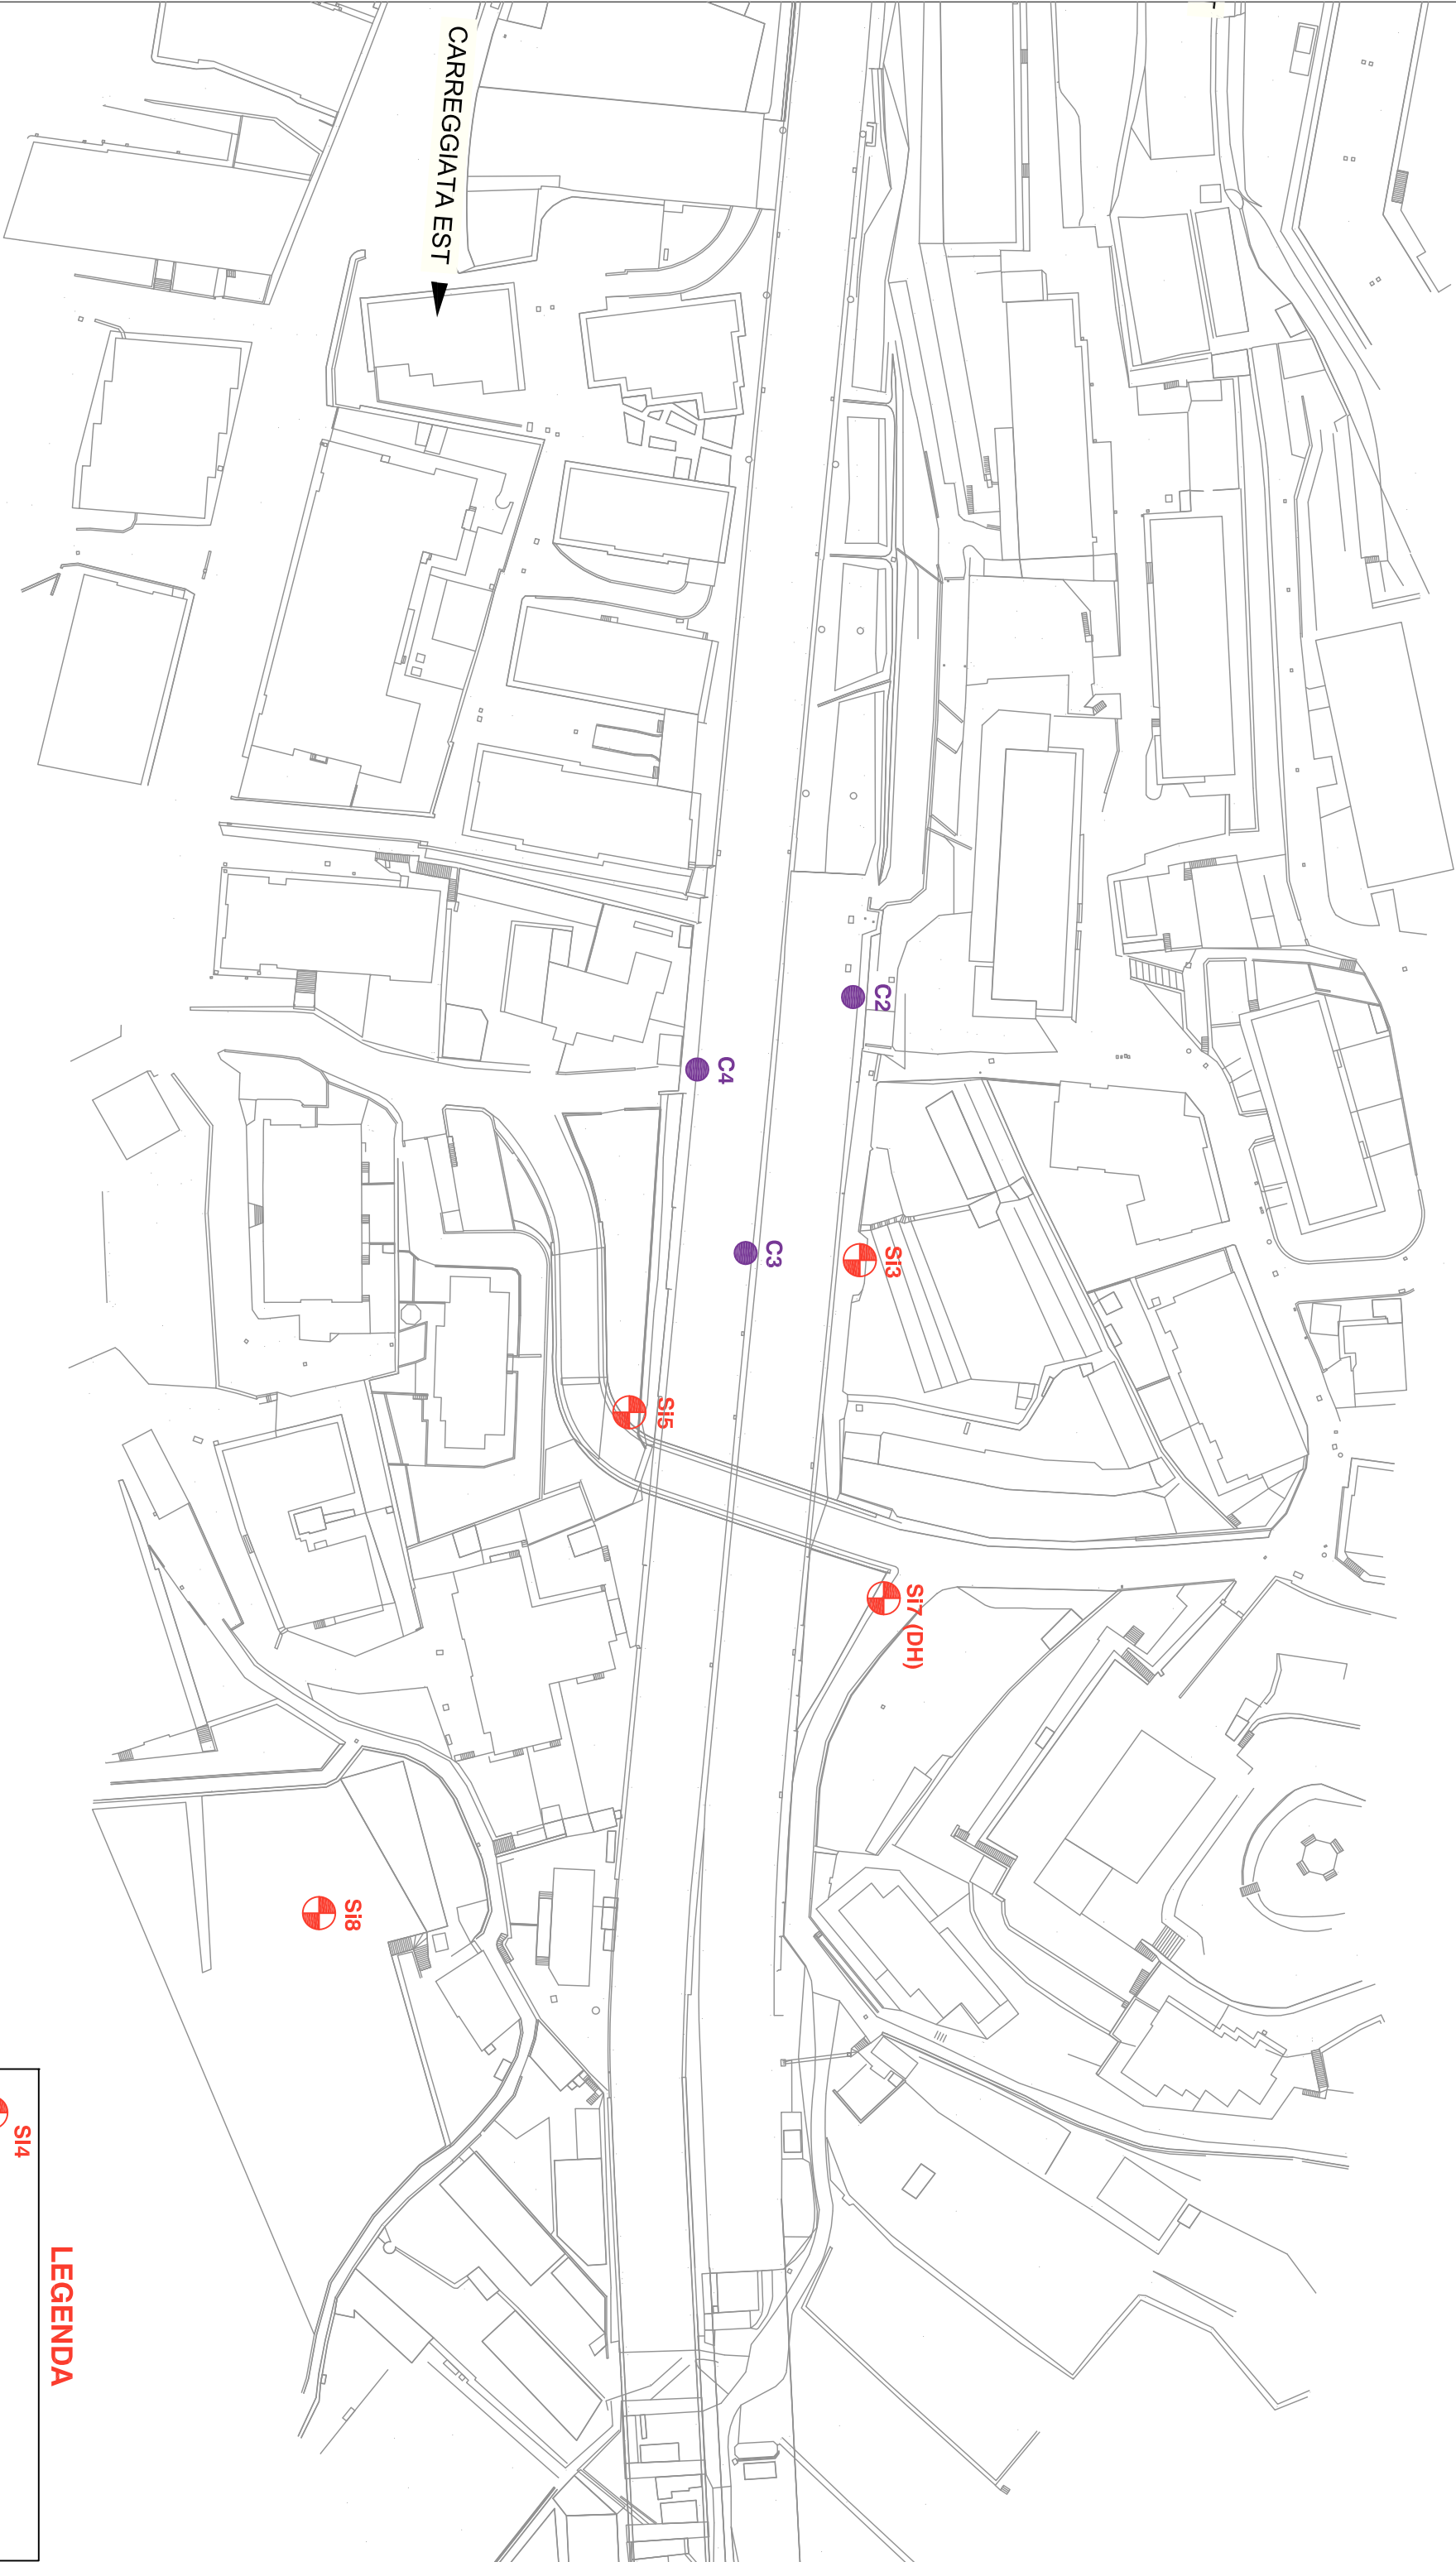 CARREGGIATA EST
C2
C4
C3
SI3
Si5
Si7 (DH)
Si8
LEGENDA
SI4